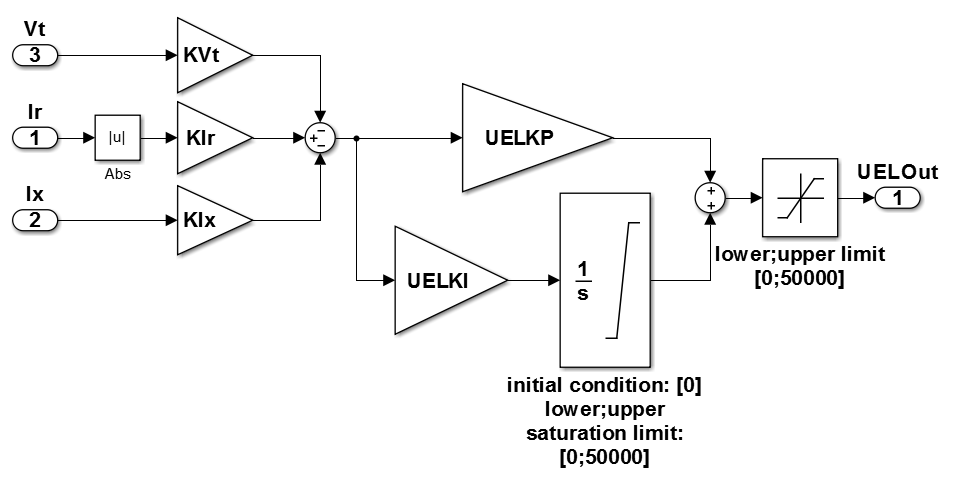 Vt
3
KVt
Ir
1
|u|
Abs
KIr
Ix
2
KIx
−
+
−
UELKP
UELKI
1
s
initial condition: [0]
lower;upper
saturation limit:
[0;50000]
+
+
lower;upper limit
[0;50000]
UELOut
1